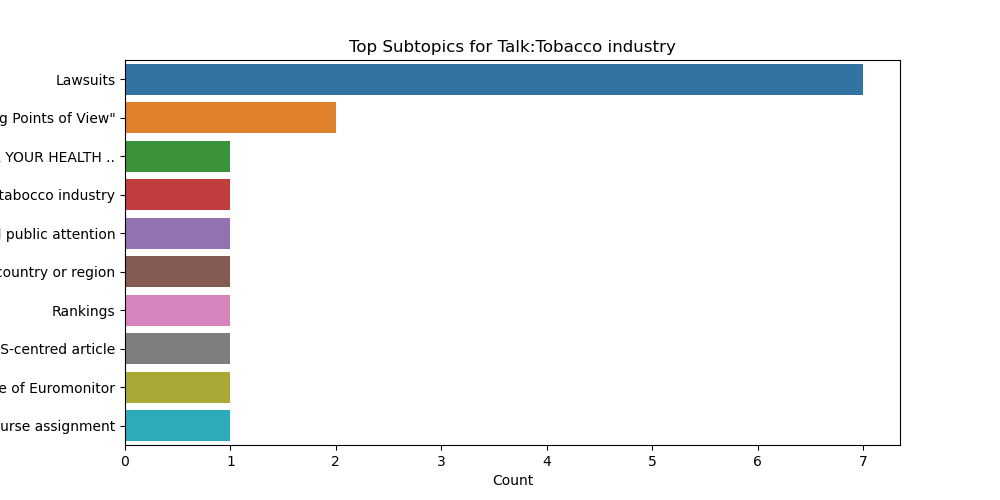 Top Subtopics for Talk:Tobacco industry
Lawsuits
g Points of View"
YOUR HEALTH ..
tabocco industry
public attention
country or region
Rankings
S-centred article
e of Euromonitor
urse assignment
0 1 2 3 4 5 6 7
Count